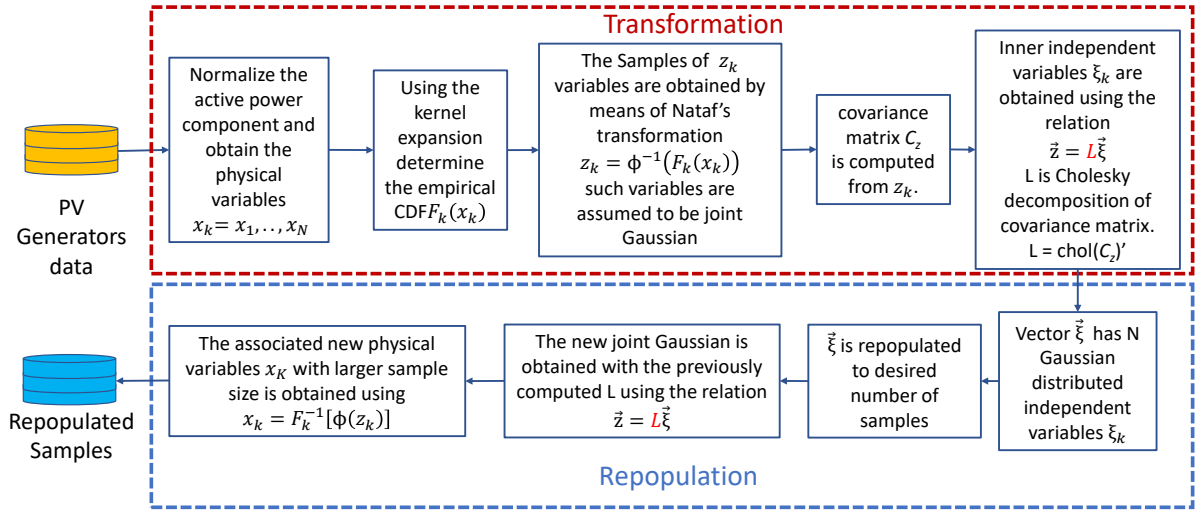 Transformation
PV
Generators
data
Normalize the
active power
component and
obtain the
physical
variables
x_k= x_1,..,x_N
Using the
kernel
expansion
determine
the empirical
CDFF_k(x_k)
The Samples of z_k
variables are obtained by
means of Nataf’s
transformation
z_k = ϕ^−1(F_k(x_k))
such variables are
assumed to be joint
Gaussian
covariance
matrix C_z
is computed
from z_k.
Inner independent
variables ξ_k are
obtained using the
relation
z⃗ = Lξ⃗
L is Cholesky
decomposition of
covariance matrix.
L = chol(C_z)’
Vector ξ⃗ has N
Gaussian
distributed
independent
variables ξ_k
ξ⃗ is repopulated
to desired
number of
samples
The new joint Gaussian is
obtained with the previously
computed L using the relation
z⃗ = Lξ⃗
The associated new physical
variables x_K with larger sample
size is obtained using
x_k = F_k^−1[ϕ(z_k)]
Repopulated
Samples
Repopulation